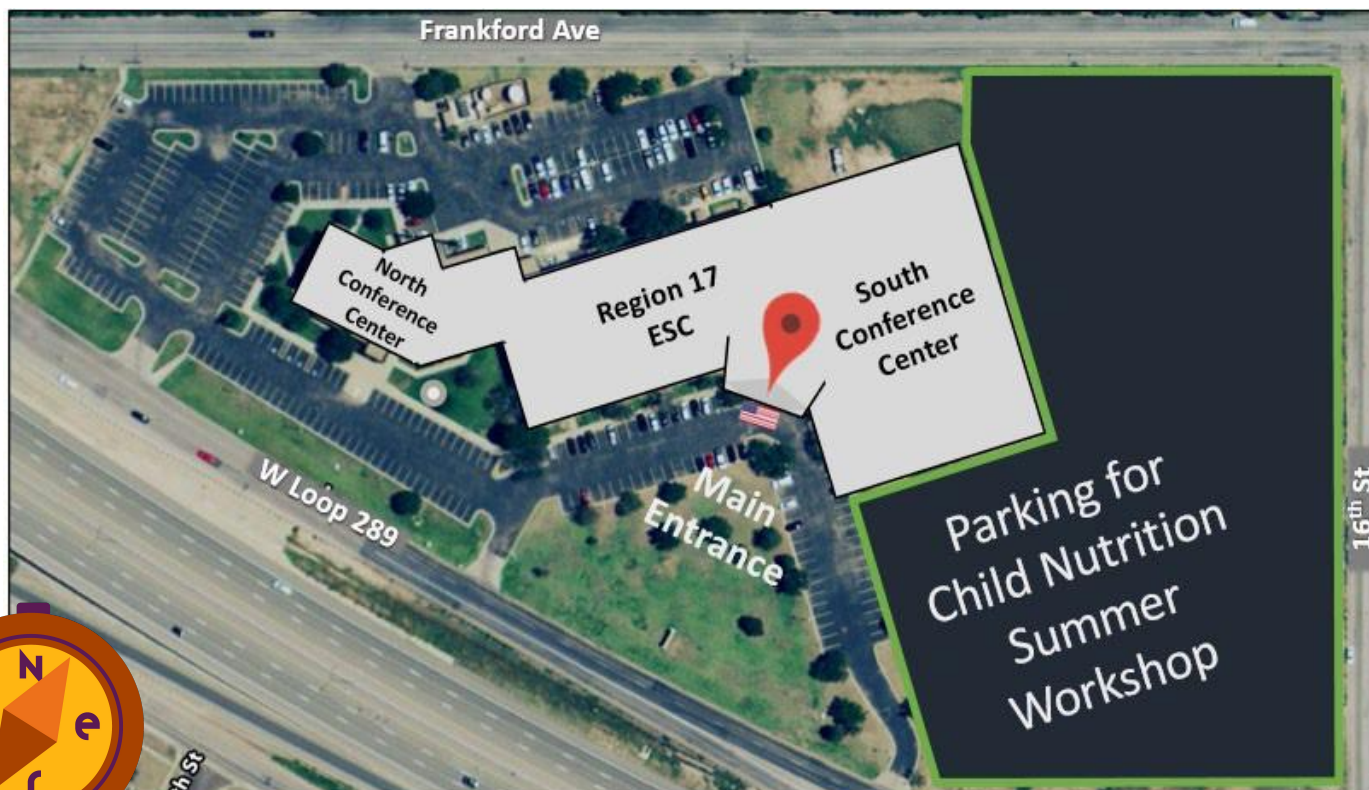 Frankford Ave
North
Conference
Center
Region 17
ESC
South
Conference
Center
Main
Entrance
W Loop 289
16th St
Parking for
Child Nutrition
Summer
Workshop
N
e
St